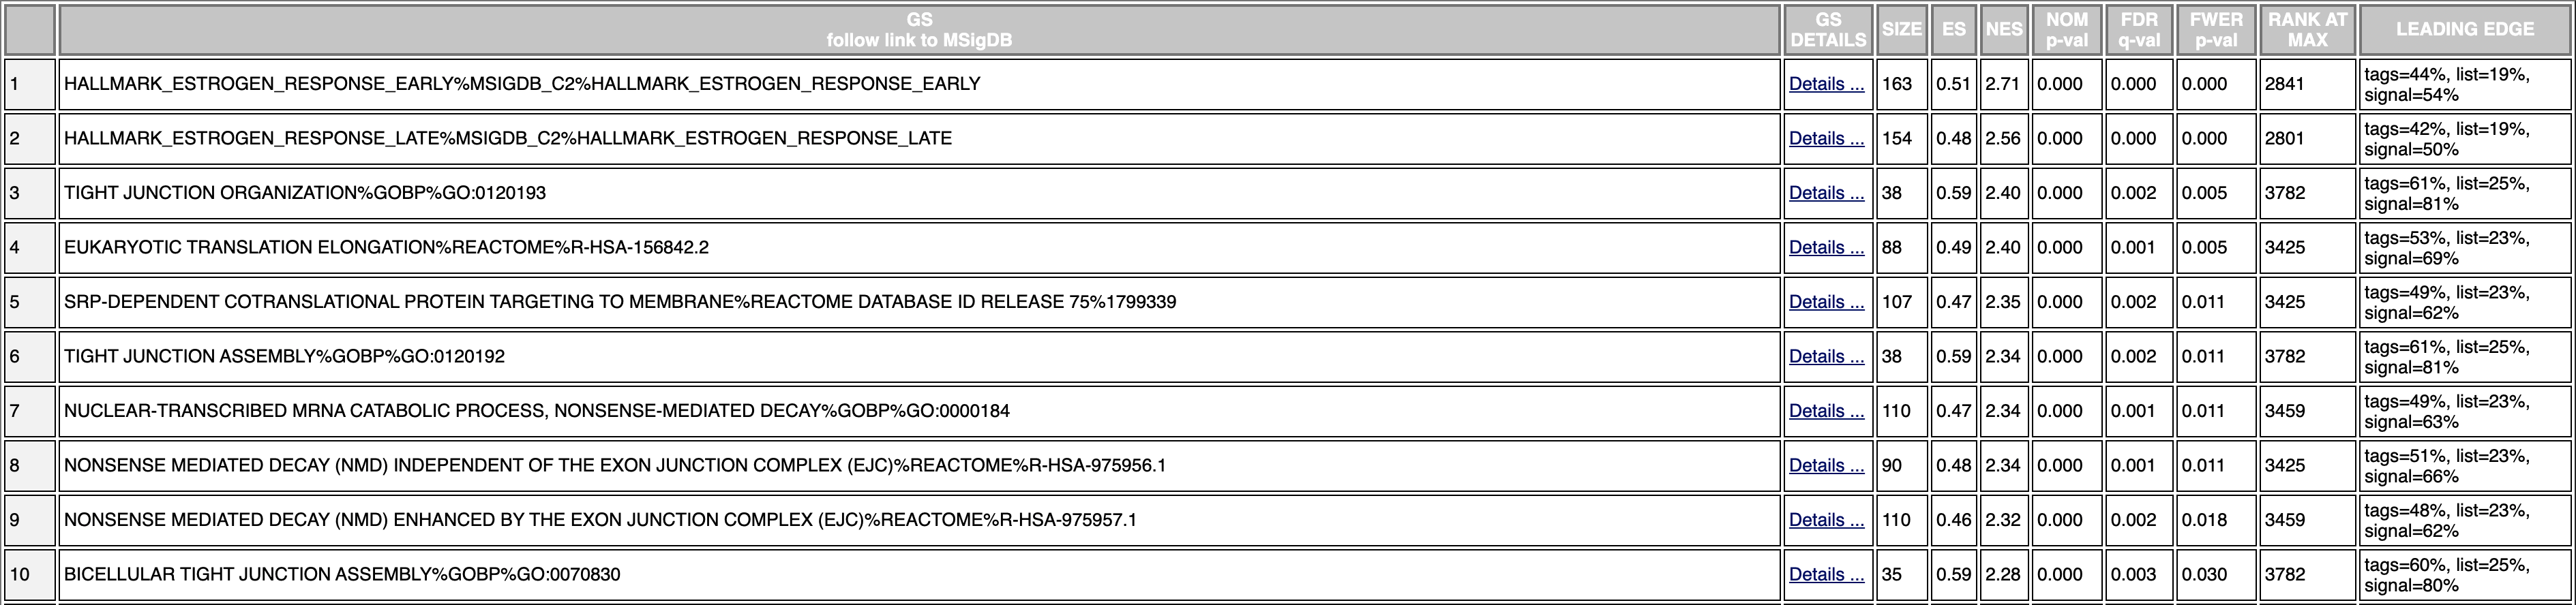 GS
follow link to MSigDB
GS
DETAILS
SIZE
ES
NES
NOM
p-val
FDR
q-val
FWER
p-val
RANK AT
MAX
LEADING EDGE
1 HALLMARK_ESTROGEN_RESPONSE_EARLY%MSIGDB_C2%HALLMARK_ESTROGEN_RESPONSE_EARLY Details ... 163 0.51 2.71 0.000 0.000 0.000 2841 tags=44%, list=19%,
signal=54%
2 HALLMARK_ESTROGEN_RESPONSE_LATE%MSIGDB_C2%HALLMARK_ESTROGEN_RESPONSE_LATE Details ... 154 0.48 2.56 0.000 0.000 0.000 2801 tags=42%, list=19%,
signal=50%
3 TIGHT JUNCTION ORGANIZATION%GOBP%GO:0120193 Details ... 38 0.59 2.40 0.000 0.002 0.005 3782 tags=61%, list=25%,
signal=81%
4 EUKARYOTIC TRANSLATION ELONGATION%REACTOME%R-HSA-156842.2 Details ... 88 0.49 2.40 0.000 0.001 0.005 3425 tags=53%, list=23%,
signal=69%
5 SRP-DEPENDENT COTRANSLATIONAL PROTEIN TARGETING TO MEMBRANE%REACTOME DATABASE ID RELEASE 75%1799339 Details ... 107 0.47 2.35 0.000 0.002 0.011 3425 tags=49%, list=23%,
signal=62%
6 TIGHT JUNCTION ASSEMBLY%GOBP%GO:0120192 Details ... 38 0.59 2.34 0.000 0.002 0.011 3782 tags=61%, list=25%,
signal=81%
7 NUCLEAR-TRANSCRIBED MRNA CATABOLIC PROCESS, NONSENSE-MEDIATED DECAY%GOBP%GO:0000184 Details ... 110 0.47 2.34 0.000 0.001 0.011 3459 tags=49%, list=23%,
signal=63%
8 NONSENSE MEDIATED DECAY (NMD) INDEPENDENT OF THE EXON JUNCTION COMPLEX (EJC)%REACTOME%R-HSA-975956.1 Details ... 90 0.48 2.34 0.000 0.001 0.011 3425 tags=51%, list=23%,
signal=66%
9 NONSENSE MEDIATED DECAY (NMD) ENHANCED BY THE EXON JUNCTION COMPLEX (EJC)%REACTOME%R-HSA-975957.1 Details ... 110 0.46 2.32 0.000 0.002 0.018 3459 tags=48%, list=23%,
signal=62%
10 BICELLULAR TIGHT JUNCTION ASSEMBLY%GOBP%GO:0070830 Details ... 35 0.59 2.28 0.000 0.003 0.030 3782 tags=60%, list=25%,
signal=80%